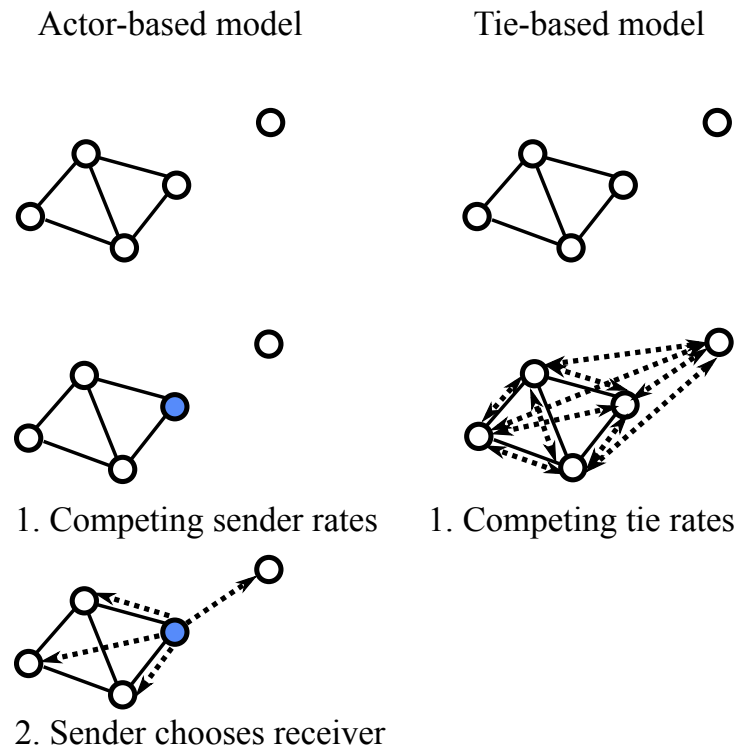 Actor-based model
Tie-based model
1. Competing sender rates
1. Competing tie rates
2. Sender chooses receiver